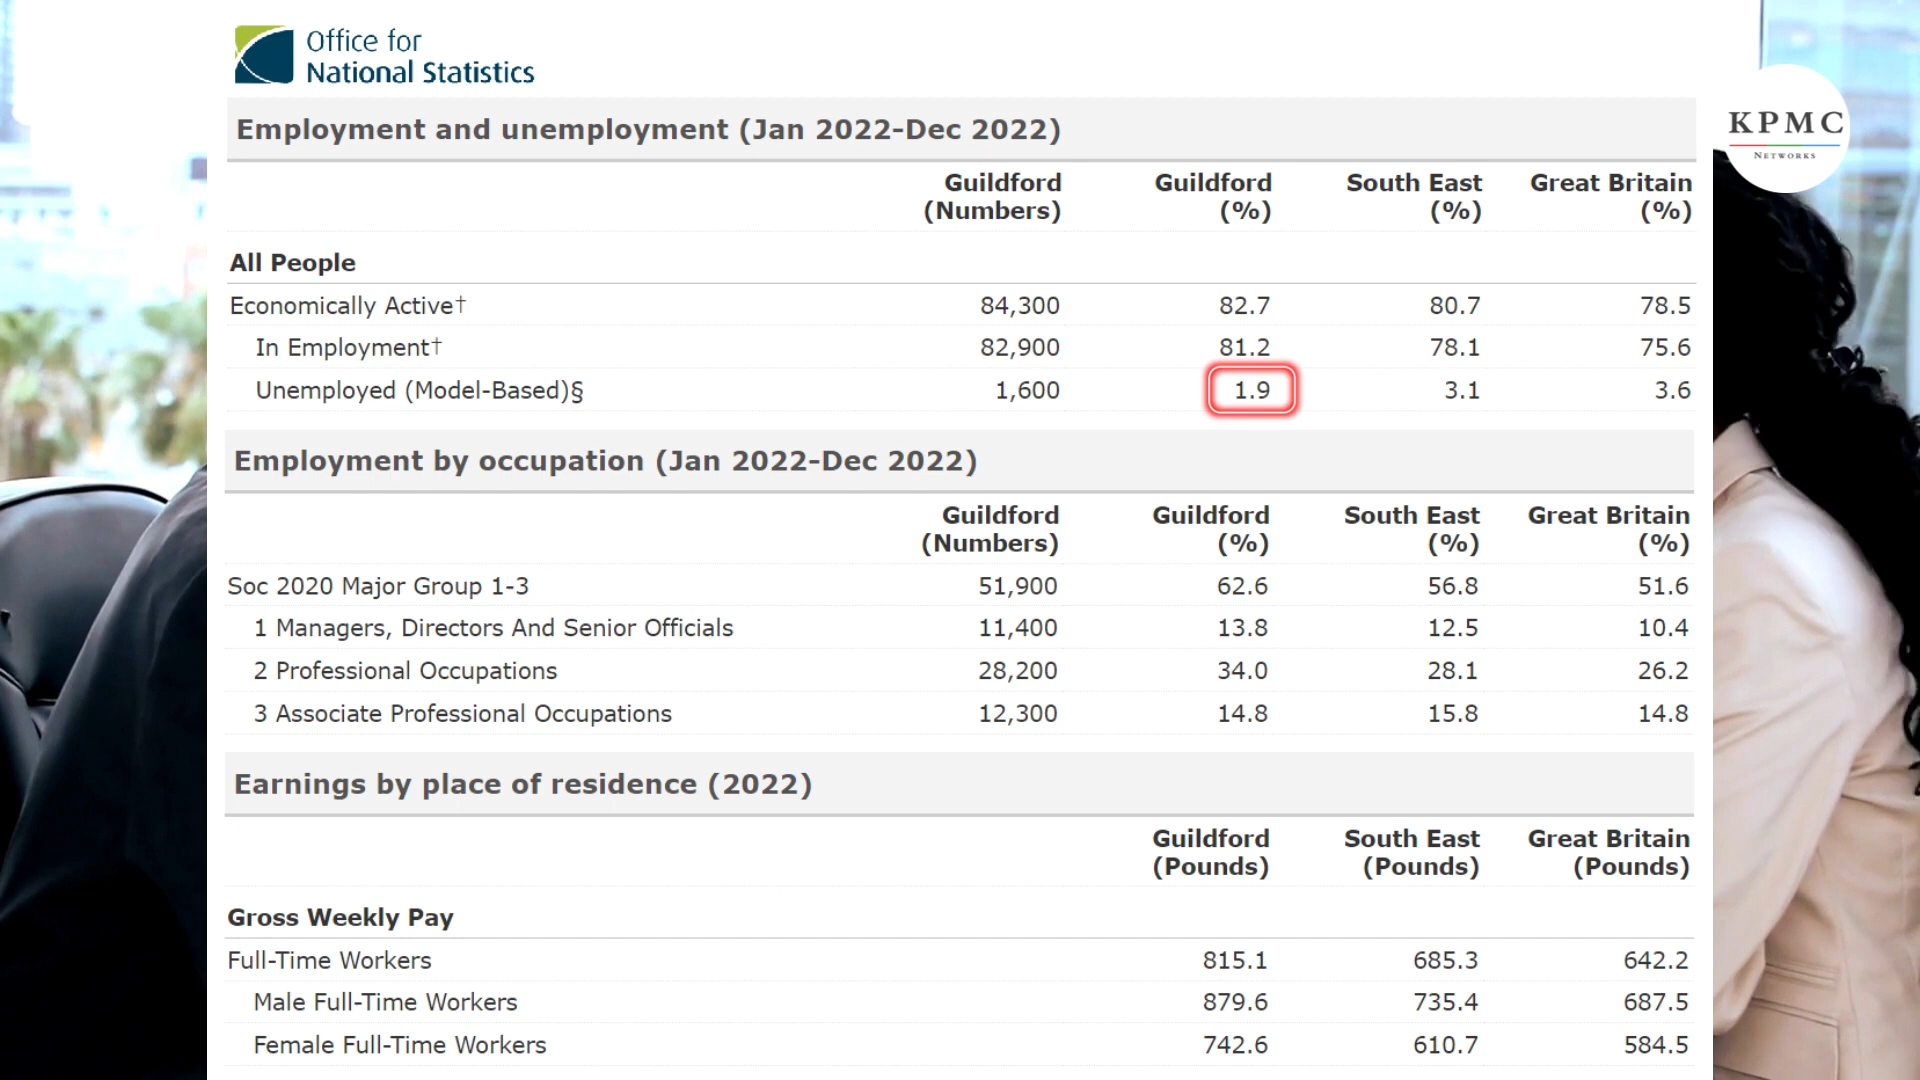 Office for
National Statistics
KPMC
NETWORKS
Employment and unemployment (Jan 2022-Dec 2022)
Guildford (Numbers) Guildford (%) South East (%) Great Britain (%)
All People
Economically Active† 84,300 82.7 80.7 78.5
In Employment† 82,900 81.2 78.1 75.6
Unemployed (Model-Based)§ 1,600 1.9 3.1 3.6
Employment by occupation (Jan 2022-Dec 2022)
Guildford (Numbers) Guildford (%) South East (%) Great Britain (%)
Soc 2020 Major Group 1-3 51,900 62.6 56.8 51.6
1 Managers, Directors And Senior Officials 11,400 13.8 12.5 10.4
2 Professional Occupations 28,200 34.0 28.1 26.2
3 Associate Professional Occupations 12,300 14.8 15.8 14.8
Earnings by place of residence (2022)
Guildford (Pounds) South East (Pounds) Great Britain (Pounds)
Gross Weekly Pay
Full-Time Workers 815.1 685.3 642.2
Male Full-Time Workers 879.6 735.4 687.5
Female Full-Time Workers 742.6 610.7 584.5